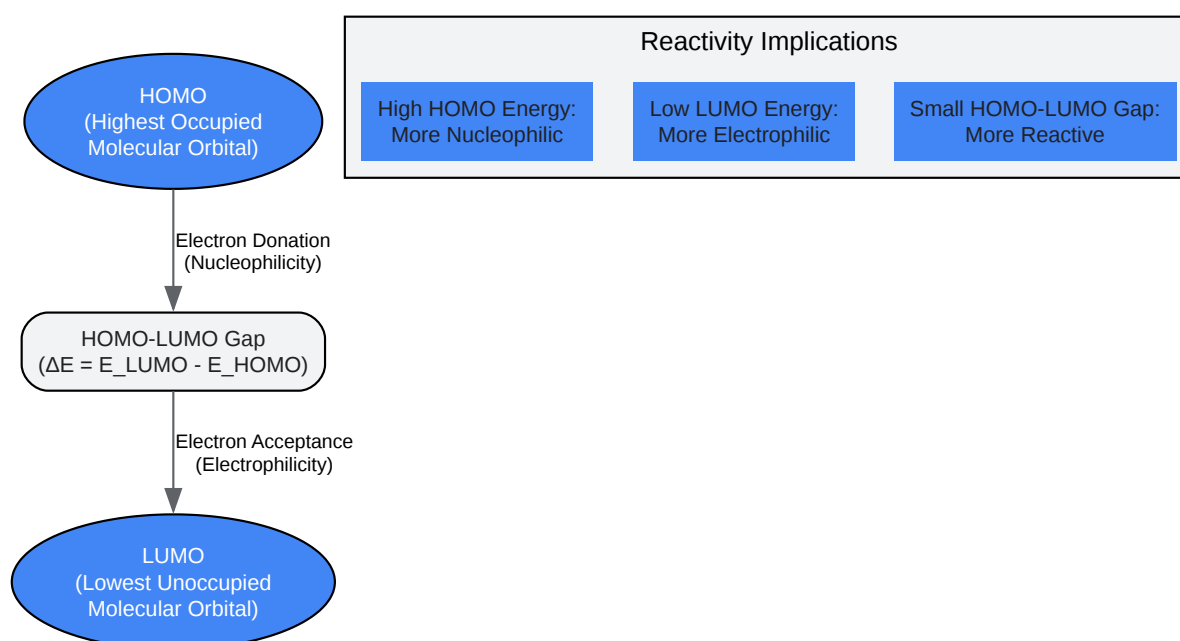 HOMO
(Highest Occupied
Molecular Orbital)
Electron Donation
(Nucleophilicity)
HOMO-LUMO Gap
(ΔE = E_LUMO - E_HOMO)
Electron Acceptance
(Electrophilicity)
LUMO
(Lowest Unoccupied
Molecular Orbital)
Reactivity Implications
High HOMO Energy:
More Nucleophilic
Low LUMO Energy:
More Electrophilic
Small HOMO-LUMO Gap:
More Reactive